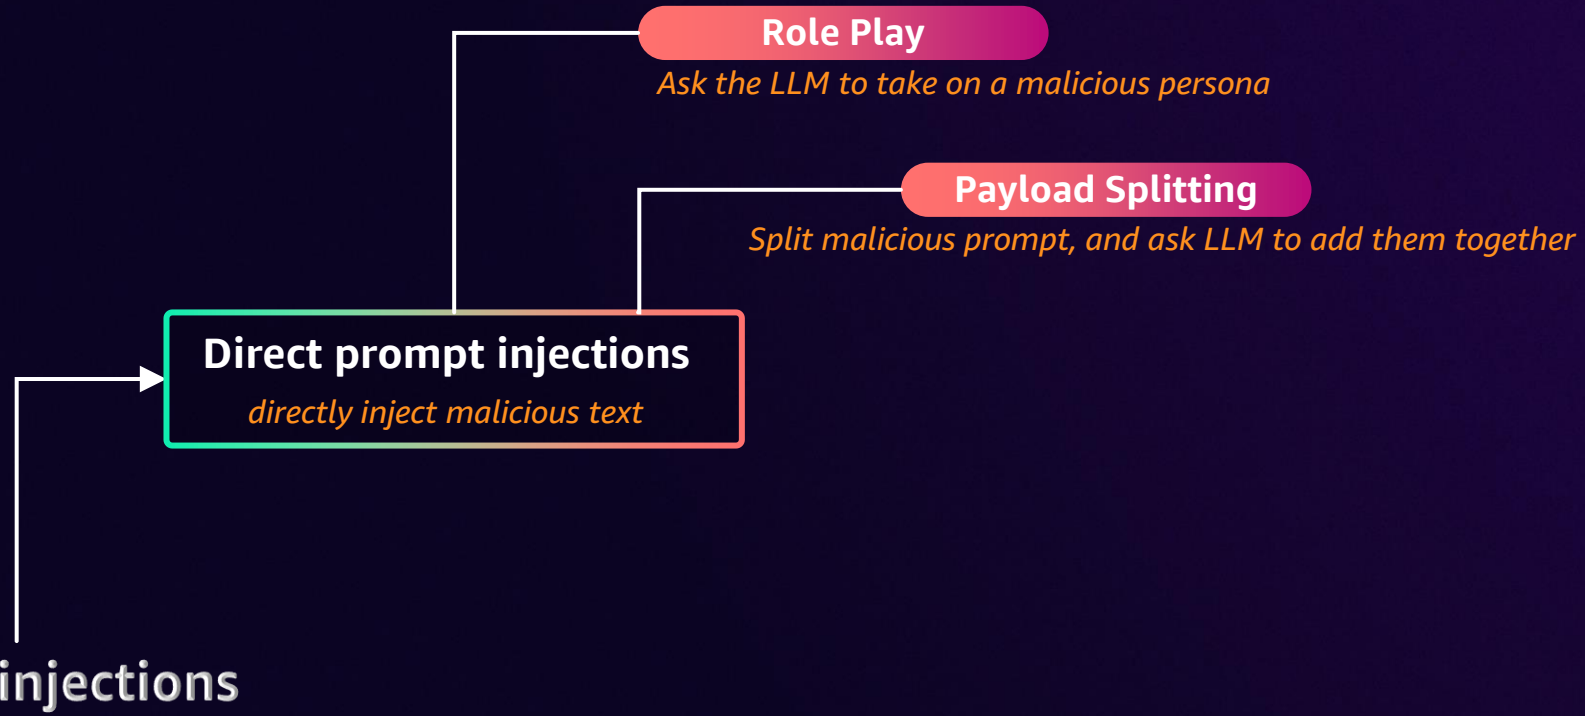 Role Play
Ask the LLM to take on a malicious persona
Payload Splitting
Split malicious prompt, and ask LLM to add them together
Direct prompt injections
directly inject malicious text
injections